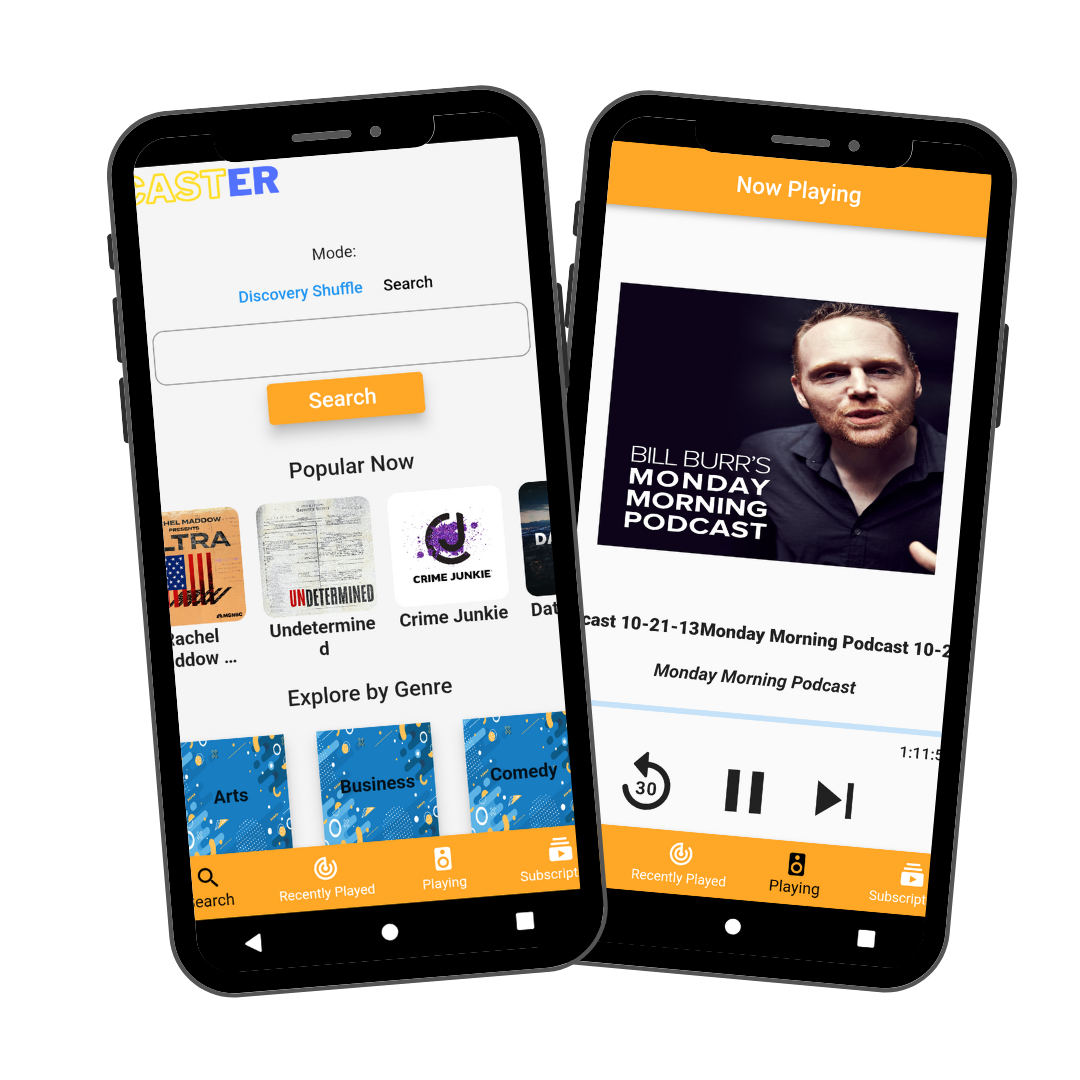 CASTER
Mode:
Discovery Shuffle Search
Search
Popular Now
HEL MADDOW
PRESENTS
LTRA
MSNBC
UNDETERMINED
CRIME JUNKIE
DA
Rachel
ddow ...
Undetermine
d
Crime Junkie
Dat
Explore by Genre
Arts
Business
Comedy
Search
Recently Played
Playing
Subscript
Now Playing
BILL BURR'S
MONDAY
MORNING
PODCAST
cast 10-21-13Monday Morning Podcast 10-2
Monday Morning Podcast
1:11:5
30
Recently Played
Playing
Subscript